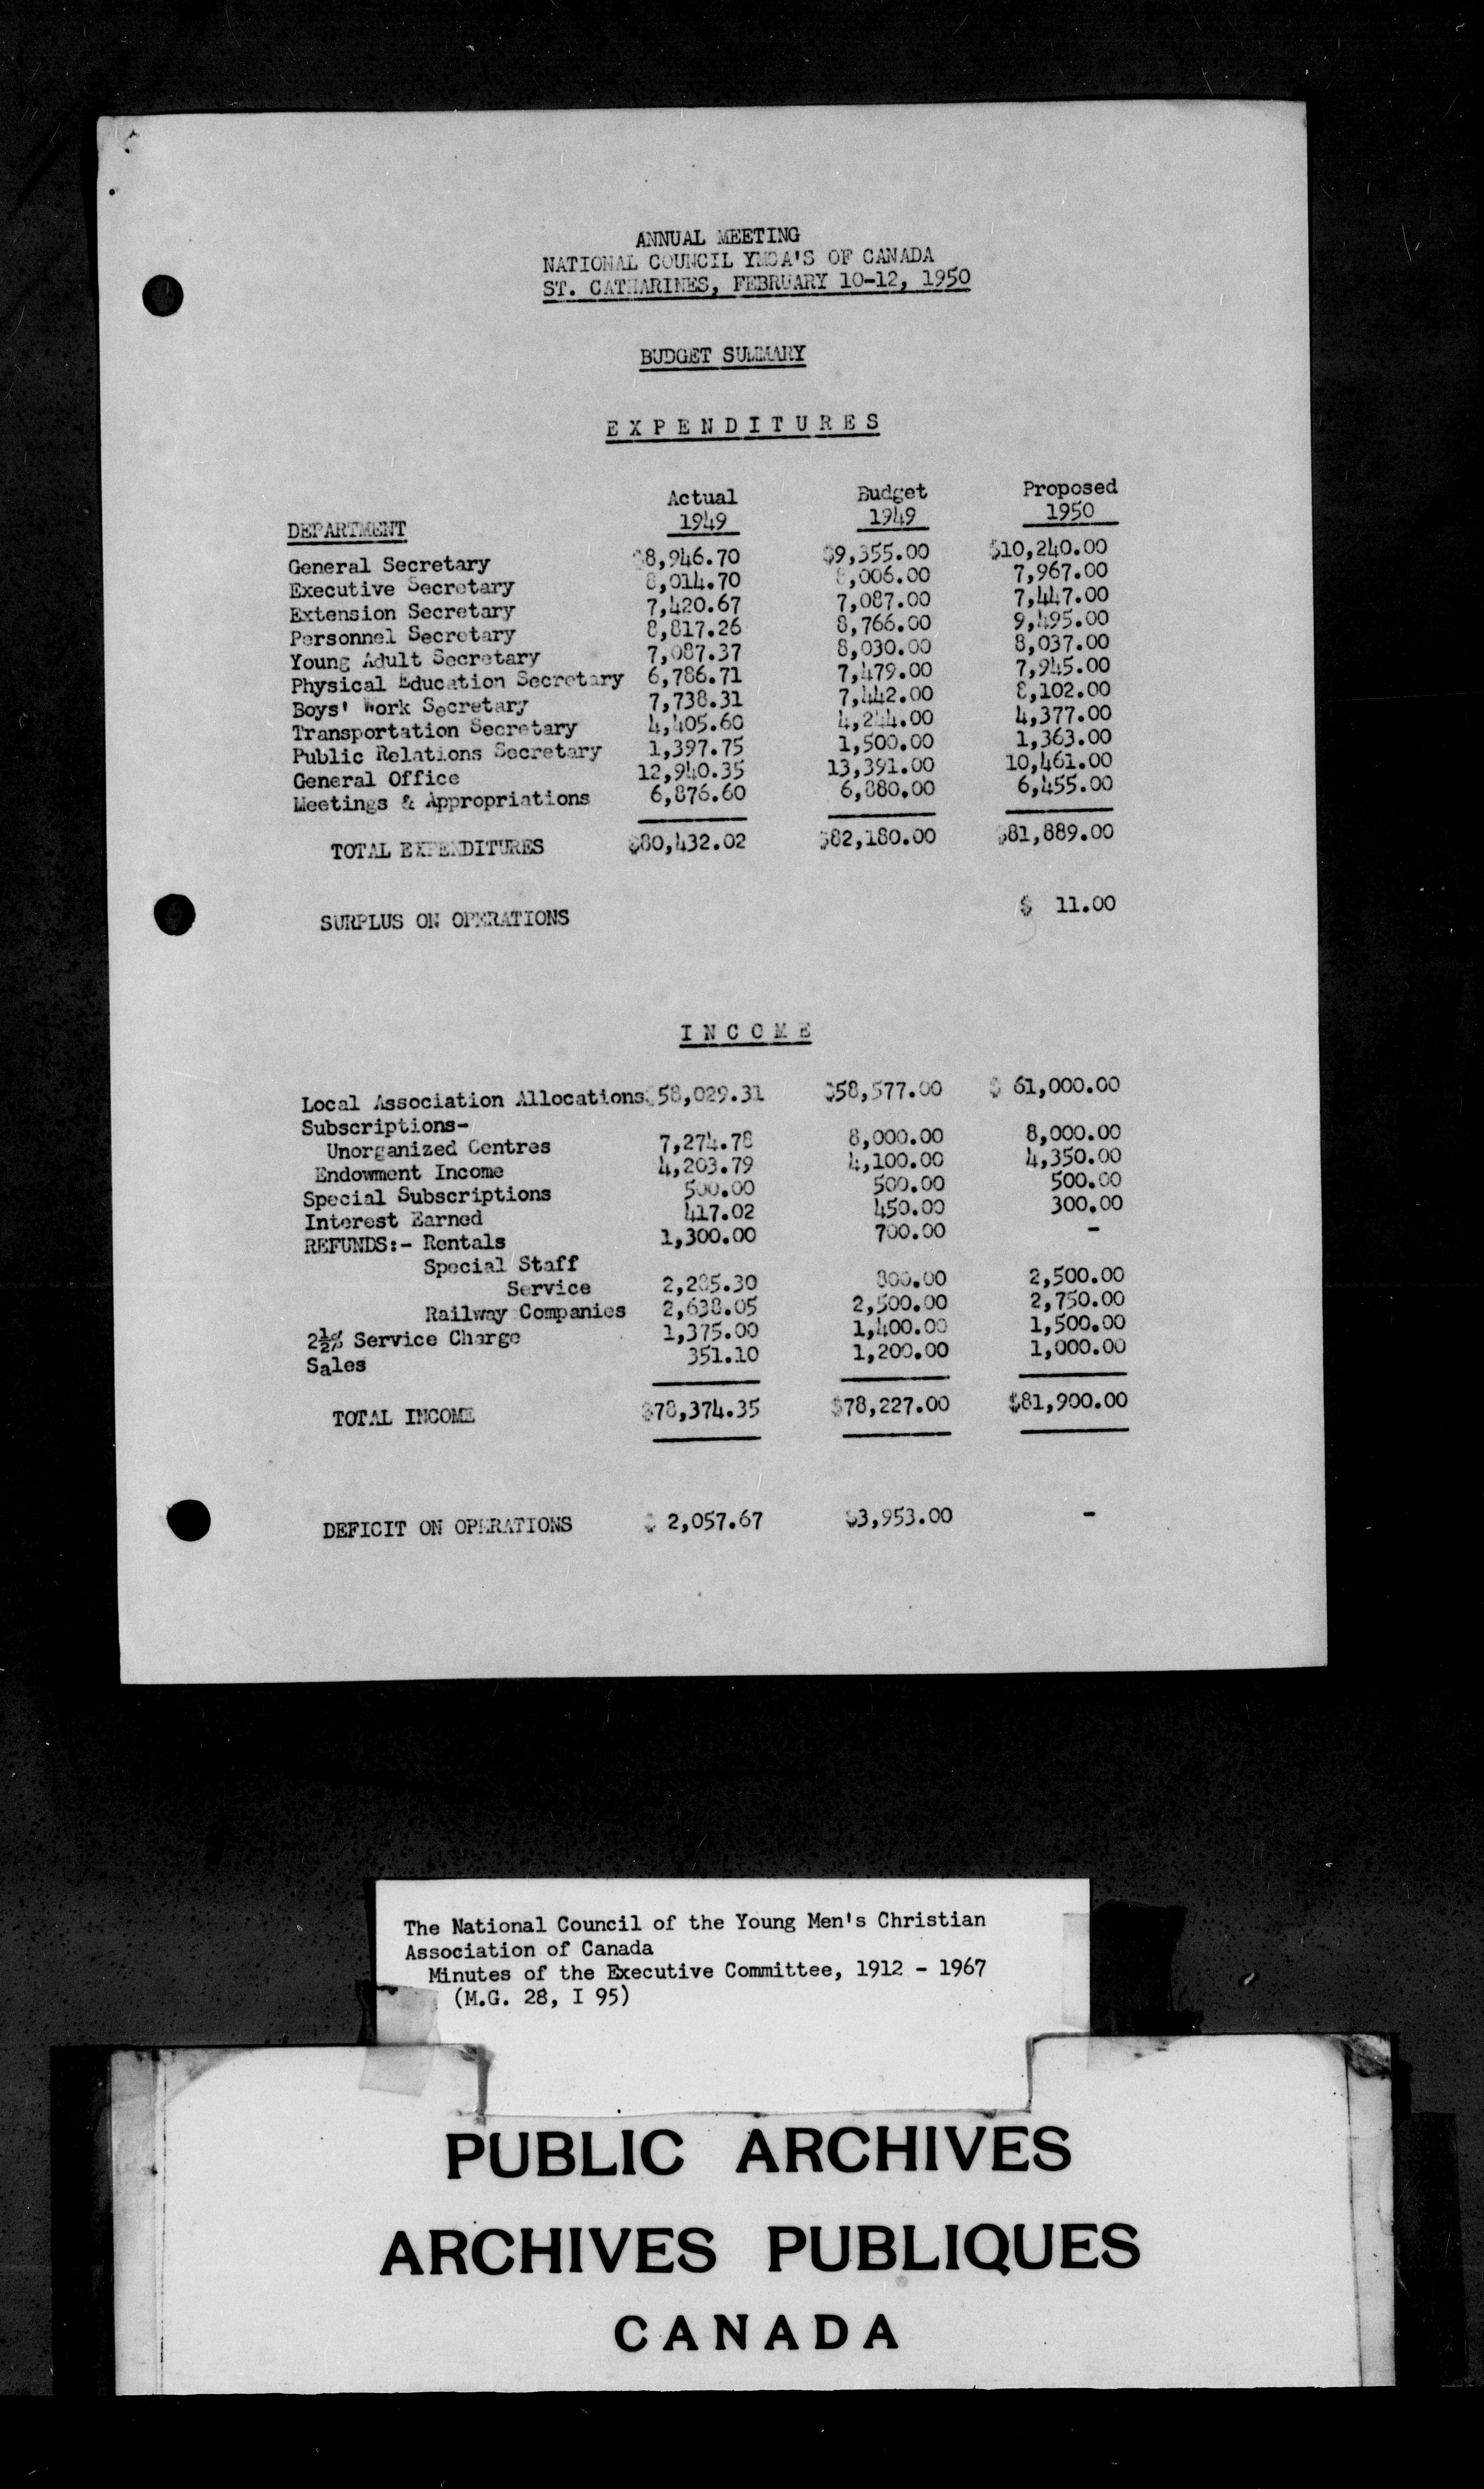 ANNUAL MEETING
NATIONAL COUNCIL YMCA'S OF CANADA
ST. CATHARINES, FEBRUARY 10-12, 1950
BUDGET SUMMARY
E X P E N D I T U R E S
Actual Budget Proposed
DEPARTMENT 1949 1949 1950
General Secretary $8,946.70 $9,355.00 $10,240.00
Executive Secretary 8,014.70 8,006.00 7,967.00
Extension Secretary 7,420.67 7,087.00 7,447.00
Personnel Secretary 8,817.26 8,766.00 9,495.00
Young Adult Secretary 7,087.37 8,030.00 8,037.00
Physical Education Secretary 6,786.71 7,479.00 7,945.00
Boys' Work Secretary 7,738.31 7,442.00 8,102.00
Transportation Secretary 4,405.60 4,244.00 4,377.00
Public Relations Secretary 1,397.75 1,500.00 1,363.00
General Office 12,940.35 13,391.00 10,461.00
Meetings & Appropriations 6,876.60 6,880.00 6,455.00
TOTAL EXPENDITURES $80,432.02 $82,180.00 $81,889.00
SURPLUS ON OPERATIONS $ 11.00
I N C O M E
Local Association Allocations $58,029.31 $58,577.00 $ 61,000.00
Subscriptions-
Unorganized Centres 7,274.78 8,000.00 8,000.00
Endowment Income 4,203.79 4,100.00 4,350.00
Special Subscriptions 500.00 500.00 500.00
Interest Earned 417.02 450.00 300.00
REFUNDS:- Rentals 1,300.00 700.00 -
Special Staff
Service 2,285.30 800.00 2,500.00
Railway Companies 2,638.05 2,500.00 2,750.00
2½% Service Charge 1,375.00 1,400.00 1,500.00
Sales 351.10 1,200.00 1,000.00
TOTAL INCOME $78,374.35 $78,227.00 $81,900.00
DEFICIT ON OPERATIONS $ 2,057.67 $3,953.00 -
The National Council of the Young Men's Christian
Association of Canada
Minutes of the Executive Committee, 1912 - 1967
(M.G. 28, I 95)
PUBLIC ARCHIVES
ARCHIVES PUBLIQUES
CANADA